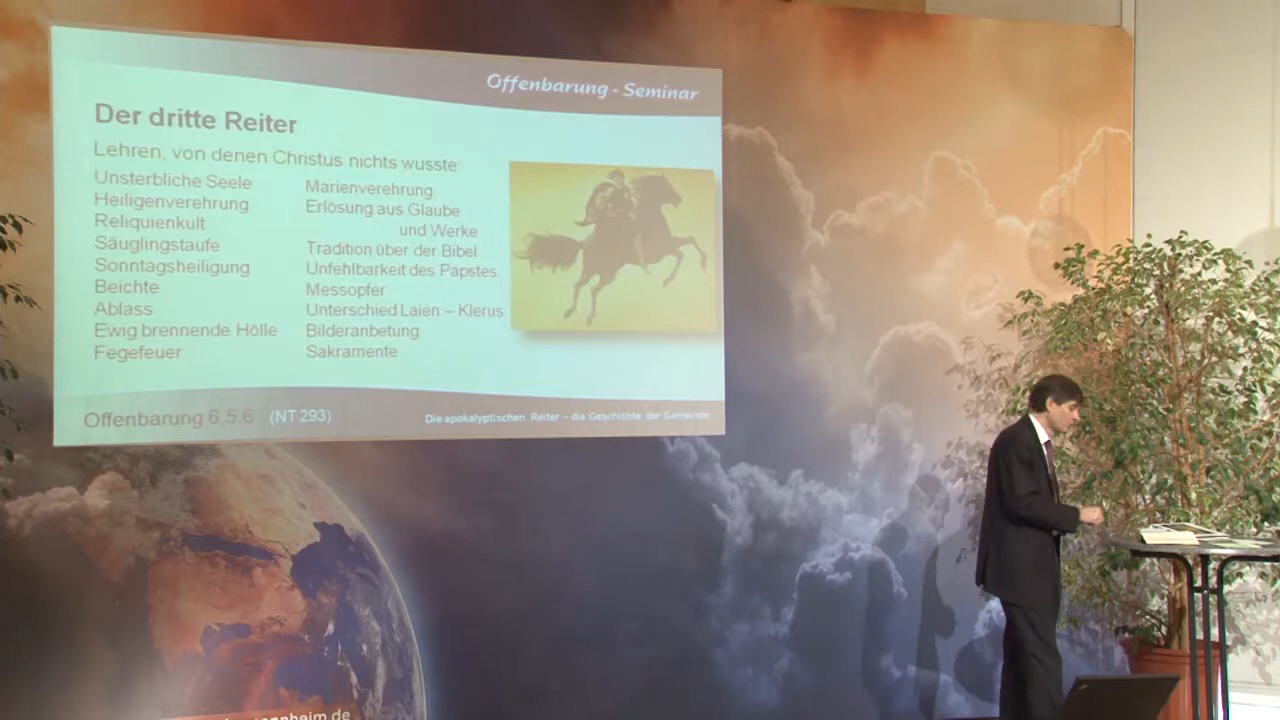 Offenbarung - Seminar
Der dritte Reiter
Lehren, von denen Christus nichts wusste:
Unsterbliche Seele
Heiligenverehrung
Reliquienkult
Säuglingstaufe
Sonntagsheiligung
Beichte
Ablass
Ewig brennende Hölle
Fegefeuer
Marienverehrung
Erlösung aus Glaube
und Werke
Tradition über der Bibel
Unfehlbarkeit des Papstes
Messopfer
Unterschied Laien – Klerus
Bilderanbetung
Sakramente
Offenbarung 6,5.6 (NT 293)
Die apokalyptischen Reiter – die Geschichte der Gemeinde